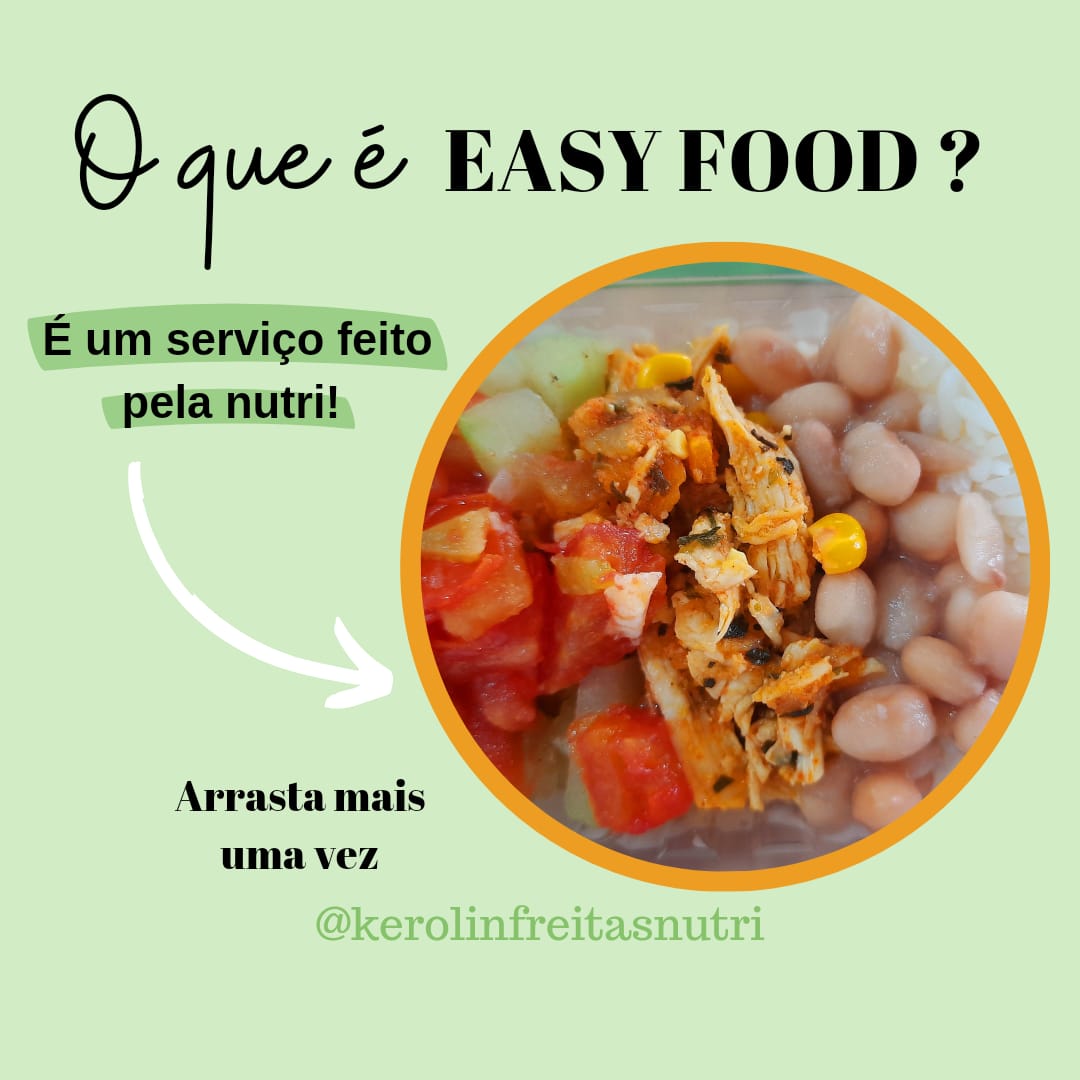 O que é EASY FOOD ?
É um serviço feito
pela nutri!
Arrasta mais
uma vez
@kerolinfreitasnutri